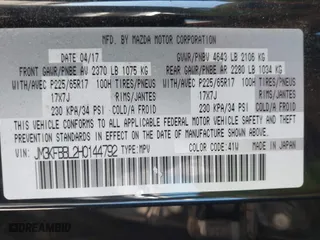 MFD. BY MAZDA MOTOR CORPORATION
DATE 04/17 GVWR/PNBV 4643 LB 2106 KG
FRONT GAWR/PNBE AV 2370 LB 1075 KG REAR GAWR/PNBE AR 2280 LB 1034 KG
WITH/AVEC P225/65R17 100H TIRES/PNEUS WITH/AVEC P225/65R17 100H TIRES/PNEUS
17X7J RIMS/JANTES 17X7J RIMS/JANTES
230 KPA/34 PSI COLD/A FROID 230 KPA/34 PSI COLD/A FROID
THIS VEHICLE CONFORMS TO ALL APPLICABLE FEDERAL MOTOR VEHICLE SAFETY, BUMPER, AND THEFT
PREVENTION STANDARDS IN EFFECT ON THE DATE OF MANUFACTURE SHOWN ABOVE.
JM3KFBBL2H0144792 TYPE:MPV COLOR CODE:41U MADE IN JAPAN
DREAMBID